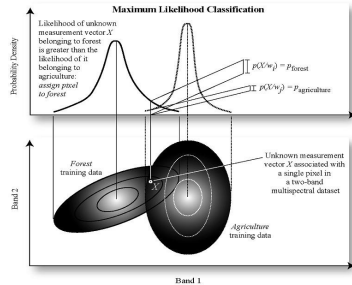 Maximum Likelihood Classification
Likelihood of unknown
measurement vector X
belonging to forest
is greater than the
likelihood of it
belonging to
agriculture:
assign pixel
to forest
Probability Density
p(X/wi) = pforest
p(X/wj) = pagriculture
Forest
training data
X
Unknown measurement
vector X associated with
a single pixel in
a two-band
multispectral dataset
Agriculture
training data
Band 2
Band 1